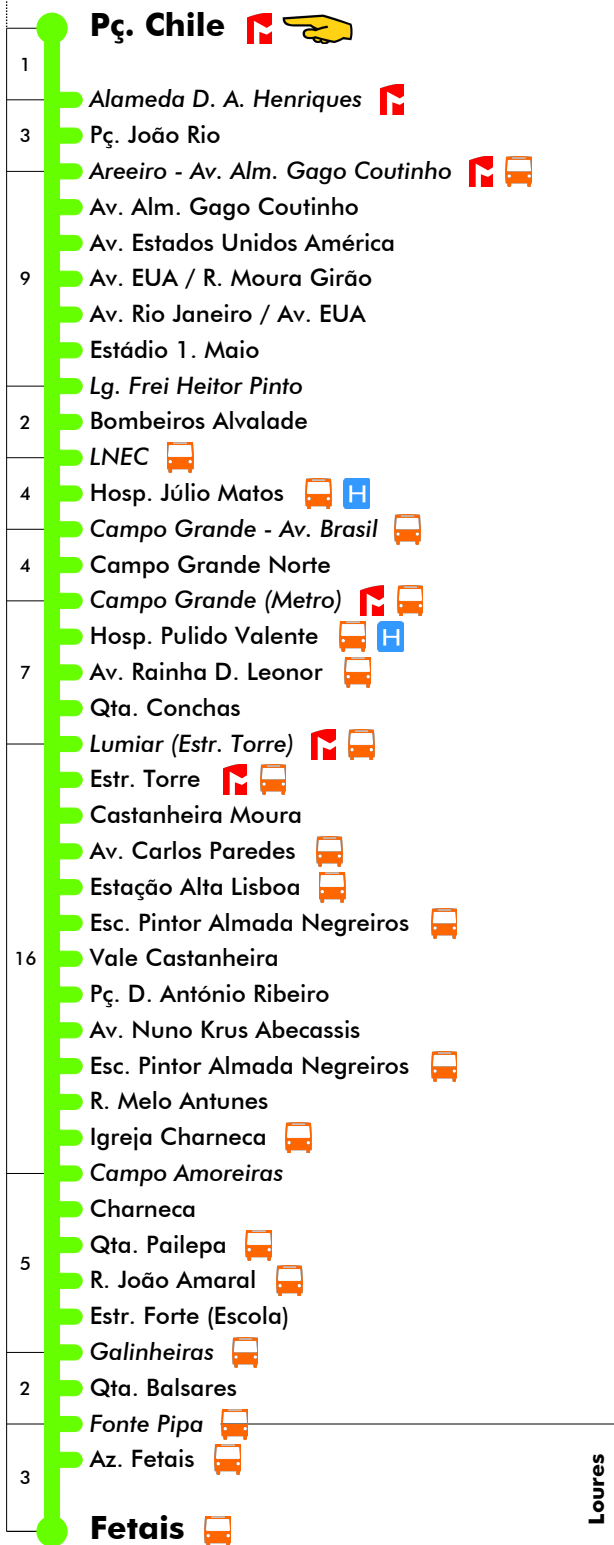 Pç. Chile
1
Alameda D. A. Henriques
3
Pç. João Rio
Areeiro - Av. Alm. Gago Coutinho
Av. Alm. Gago Coutinho
Av. Estados Unidos América
9
Av. EUA / R. Moura Girão
Av. Rio Janeiro / Av. EUA
Estádio 1. Maio
Lg. Frei Heitor Pinto
2
Bombeiros Alvalade
LNEC
4
Hosp. Júlio Matos
H
Campo Grande - Av. Brasil
4
Campo Grande Norte
Campo Grande (Metro)
Hosp. Pulido Valente
H
7
Av. Rainha D. Leonor
Qta. Conchas
Lumiar (Estr. Torre)
Estr. Torre
Castanheira Moura
Av. Carlos Paredes
Estação Alta Lisboa
Esc. Pintor Almada Negreiros
16
Vale Castanheira
Pç. D. António Ribeiro
Av. Nuno Krus Abecassis
Esc. Pintor Almada Negreiros
R. Melo Antunes
Igreja Charneca
Campo Amoreiras
Charneca
Qta. Pailepa
5
R. João Amaral
Estr. Forte (Escola)
Galinheiras
2
Qta. Balsares
Fonte Pipa
Az. Fetais
3
Loures
Fetais